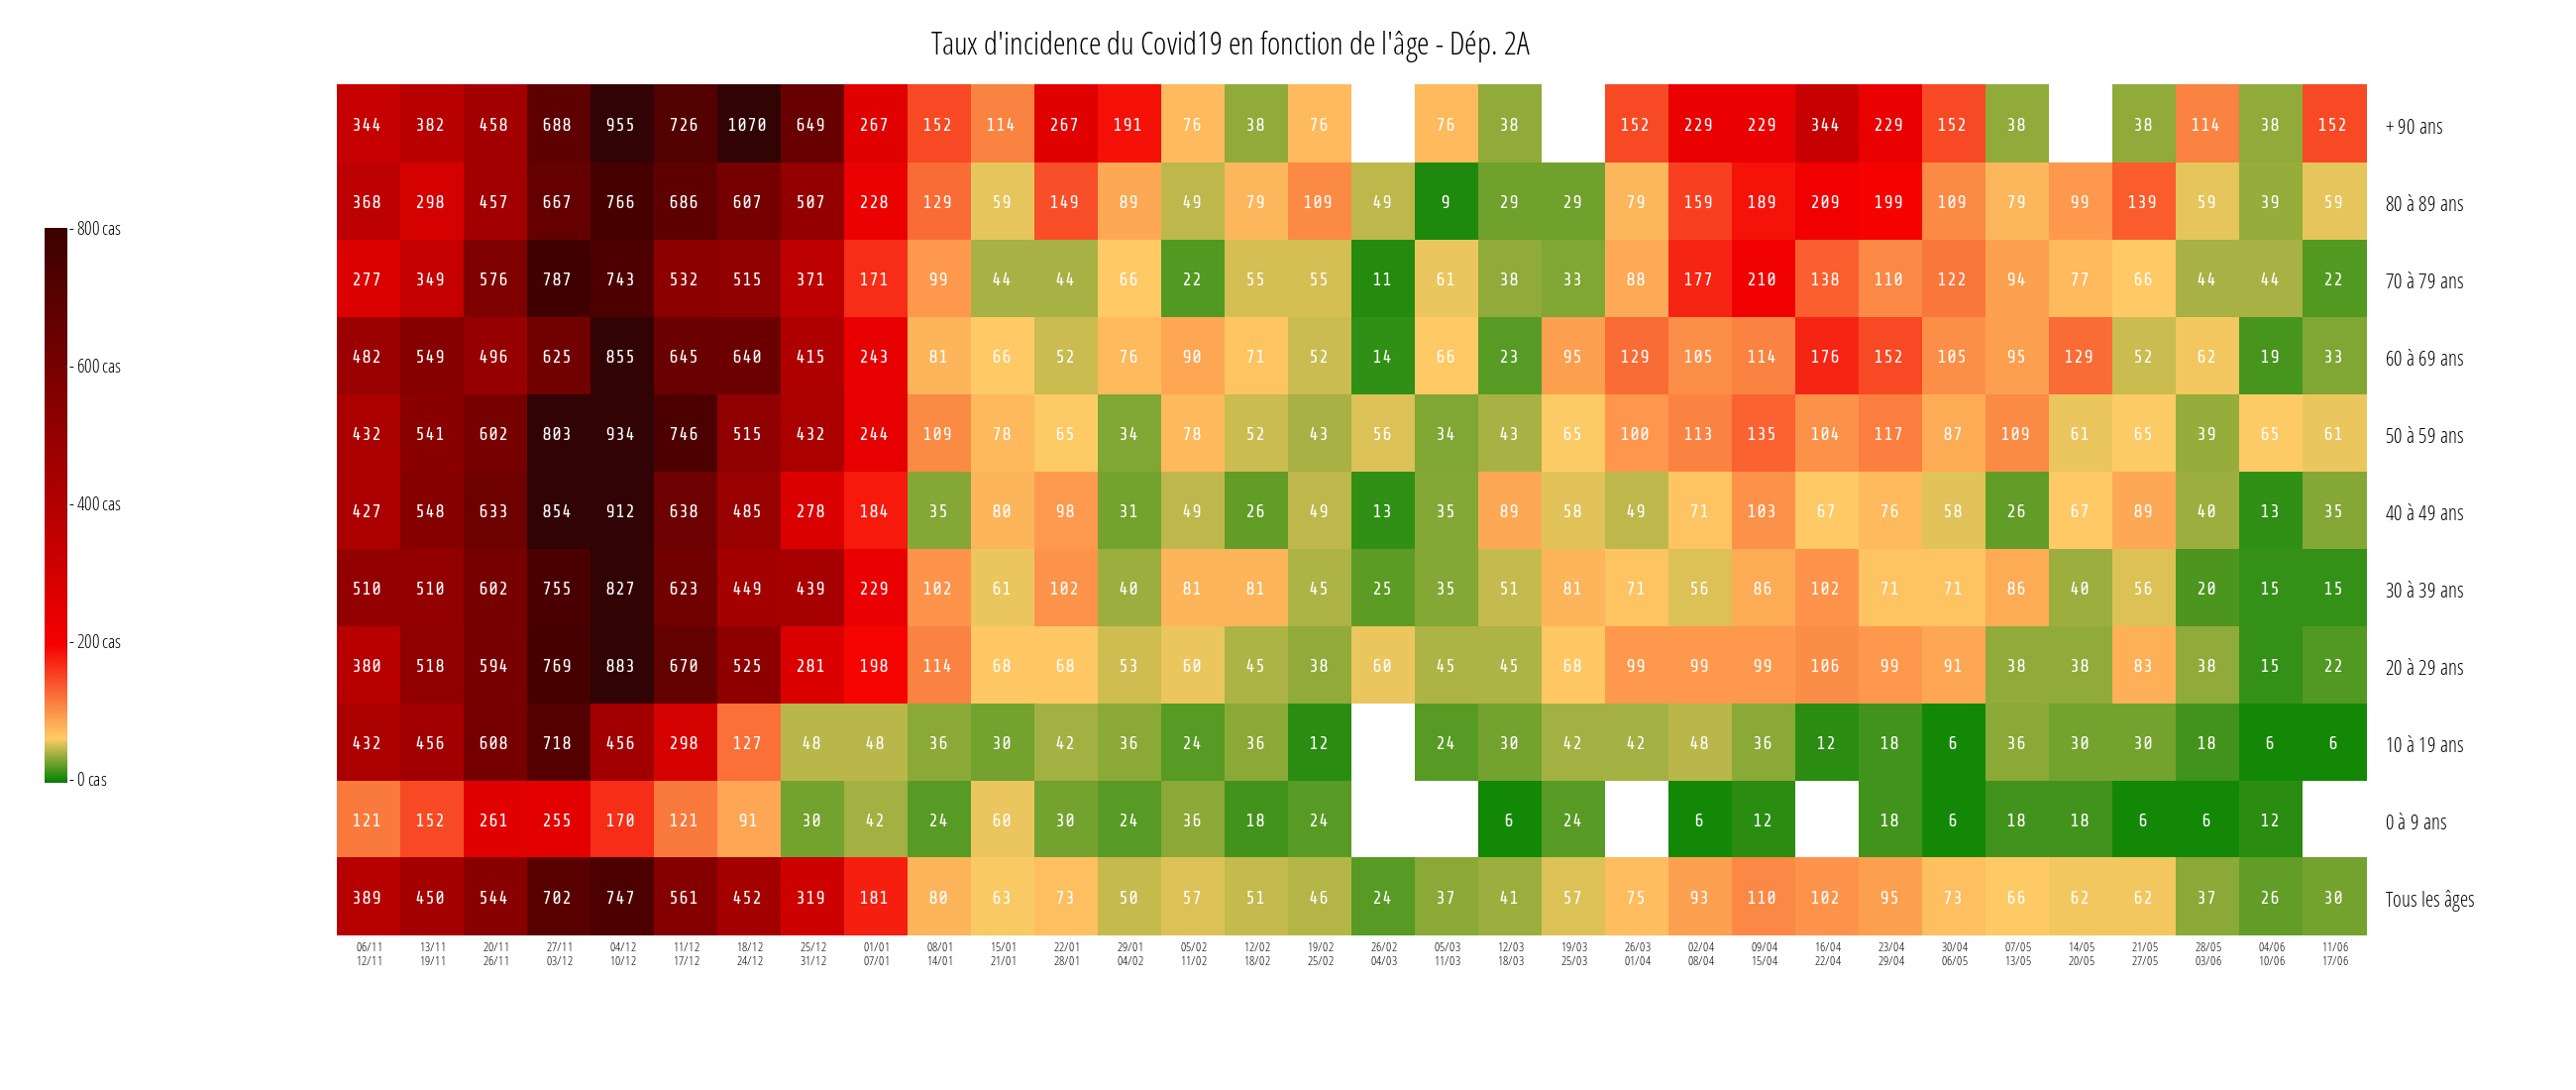 Taux d'incidence du Covid19 en fonction de l'âge - Dép. 2A
- 800 cas
- 600 cas
- 400 cas
- 200 cas
- 0 cas
344 382 458 688 955 726 1070 649 267 152 114 267 191 76 38 76 76 38 152 229 229 344 229 152 38 38 114 38 152 + 90 ans
368 298 457 667 766 686 607 507 228 129 59 149 89 49 79 109 49 9 29 29 79 159 189 209 199 109 79 99 139 59 39 59 80 à 89 ans
277 349 576 787 743 532 515 371 171 99 44 44 66 22 55 55 11 61 38 33 88 177 210 138 110 122 94 77 66 44 44 22 70 à 79 ans
482 549 496 625 855 645 640 415 243 81 66 52 76 90 71 52 14 66 23 95 129 105 114 176 152 105 95 129 52 62 19 33 60 à 69 ans
432 541 602 803 934 746 515 432 244 109 78 65 34 78 52 43 56 34 43 65 100 113 135 104 117 87 109 61 65 39 65 61 50 à 59 ans
427 548 633 854 912 638 485 278 184 35 80 98 31 49 26 49 13 35 89 58 49 71 103 67 76 58 26 67 89 40 13 35 40 à 49 ans
510 510 602 755 827 623 449 439 229 102 61 102 40 81 81 45 25 35 51 81 71 56 86 102 71 71 86 40 56 20 15 15 30 à 39 ans
380 518 594 769 883 670 525 281 198 114 68 68 53 60 45 38 60 45 45 68 99 99 99 106 99 91 38 38 83 38 15 22 20 à 29 ans
432 456 608 718 456 298 127 48 48 36 30 42 36 24 36 12 24 30 42 42 48 36 12 18 6 36 30 30 18 6 6 10 à 19 ans
121 152 261 255 170 121 91 30 42 24 60 30 24 36 18 24 6 24 6 12 18 6 18 18 6 6 12 0 à 9 ans
389 450 544 702 747 561 452 319 181 80 63 73 50 57 51 46 24 37 41 57 75 93 110 102 95 73 66 62 62 37 26 30 Tous les âges
06/11 13/11 20/11 27/11 04/12 11/12 18/12 25/12 01/01 08/01 15/01 22/01 29/01 05/02 12/02 19/02 26/02 05/03 12/03 19/03 26/03 02/04 09/04 16/04 23/04 30/04 07/05 14/05 21/05 28/05 04/06 11/06
12/11 19/11 26/11 03/12 10/12 17/12 24/12 31/12 07/01 14/01 21/01 28/01 04/02 11/02 18/02 25/02 04/03 11/03 18/03 25/03 01/04 08/04 15/04 22/04 29/04 06/05 13/05 20/05 27/05 03/06 10/06 17/06